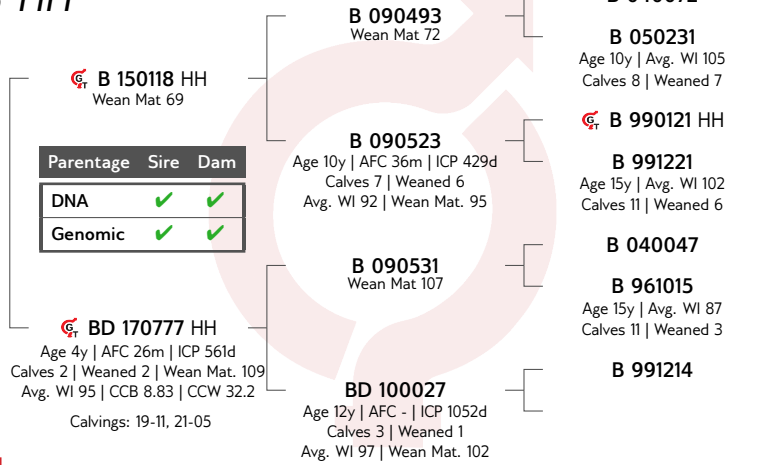 B 150118 HH
Wean Mat 69
Parentage Sire Dam
DNA ✔ ✔
Genomic ✔ ✔
BD 170777 HH
Age 4y | AFC 26m | ICP 561d
Calves 2 | Weaned 2 | Wean Mat. 109
Avg. WI 95 | CCB 8.83 | CCW 32.2
Calvings: 19-11, 21-05
B 090493
Wean Mat 72
B 090523
Age 10y | AFC 36m | ICP 429d
Calves 7 | Weaned 6
Avg. WI 92 | Wean Mat. 95
B 090531
Wean Mat 107
BD 100027
Age 12y | AFC - | ICP 1052d
Calves 3 | Weaned 1
Avg. WI 97 | Wean Mat. 102
B 050231
Age 10y | Avg. WI 105
Calves 8 | Weaned 7
B 990121 HH
B 991221
Age 15y | Avg. WI 102
Calves 11 | Weaned 6
B 040047
B 961015
Age 15y | Avg. WI 87
Calves 11 | Weaned 3
B 991214